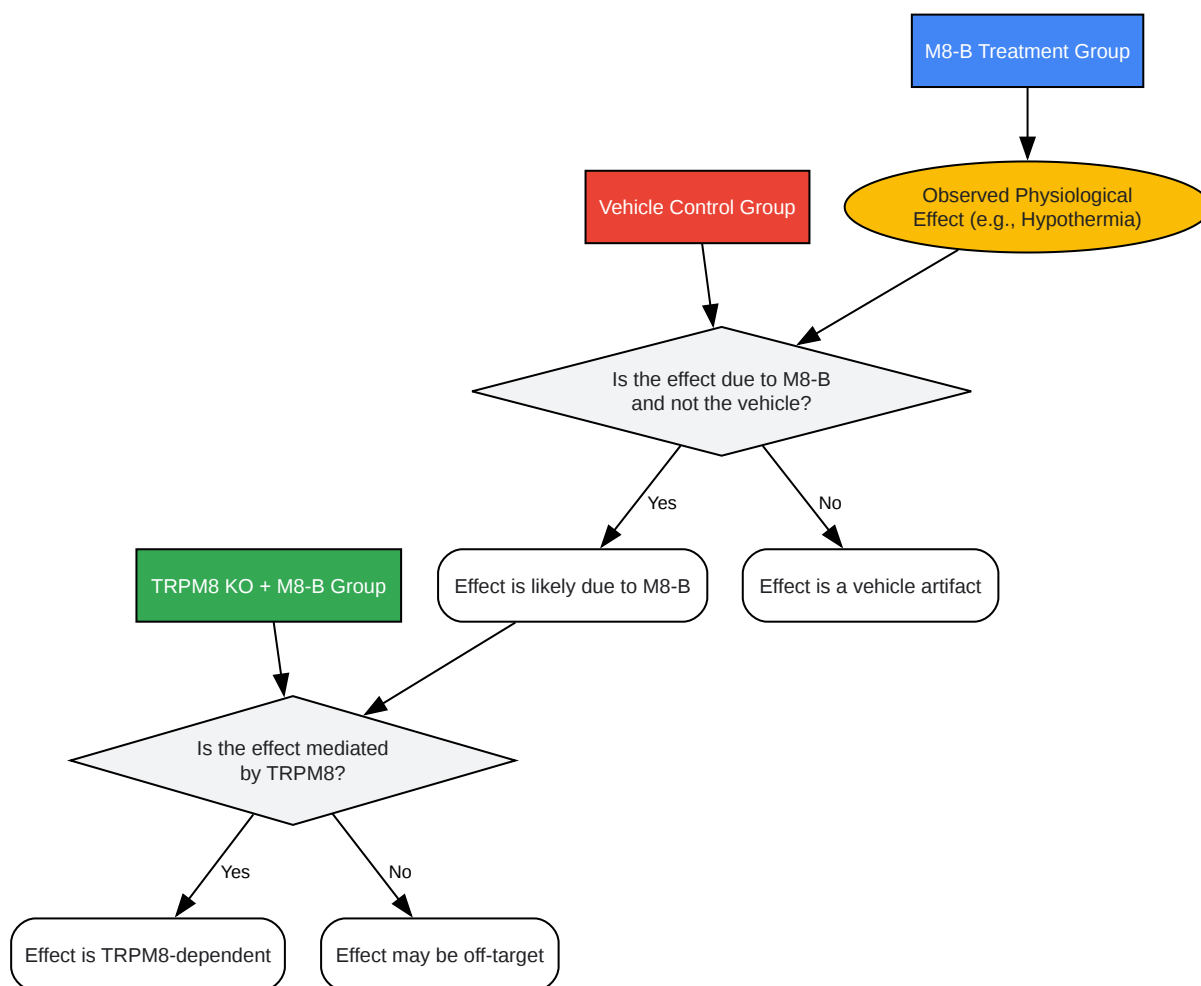 M8-B Treatment Group
Observed Physiological
Effect (e.g., Hypothermia)
Vehicle Control Group
Is the effect due to M8-B
and not the vehicle?
Yes
No
TRPM8 KO + M8-B Group
Effect is likely due to M8-B
Effect is a vehicle artifact
Is the effect mediated
by TRPM8?
Yes
No
Effect is TRPM8-dependent
Effect may be off-target